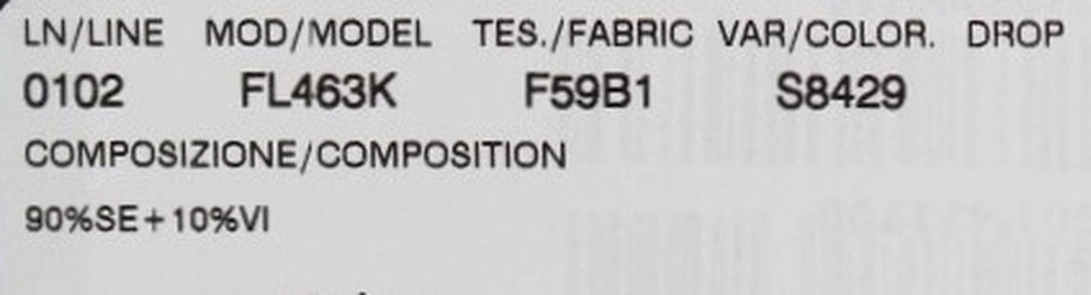 LN/LINE MOD/MODEL TES./FABRIC VAR/COLOR. DROP
0102 FL463K F59B1 S8429
COMPOSIZIONE/COMPOSITION
90%SE+10%VI